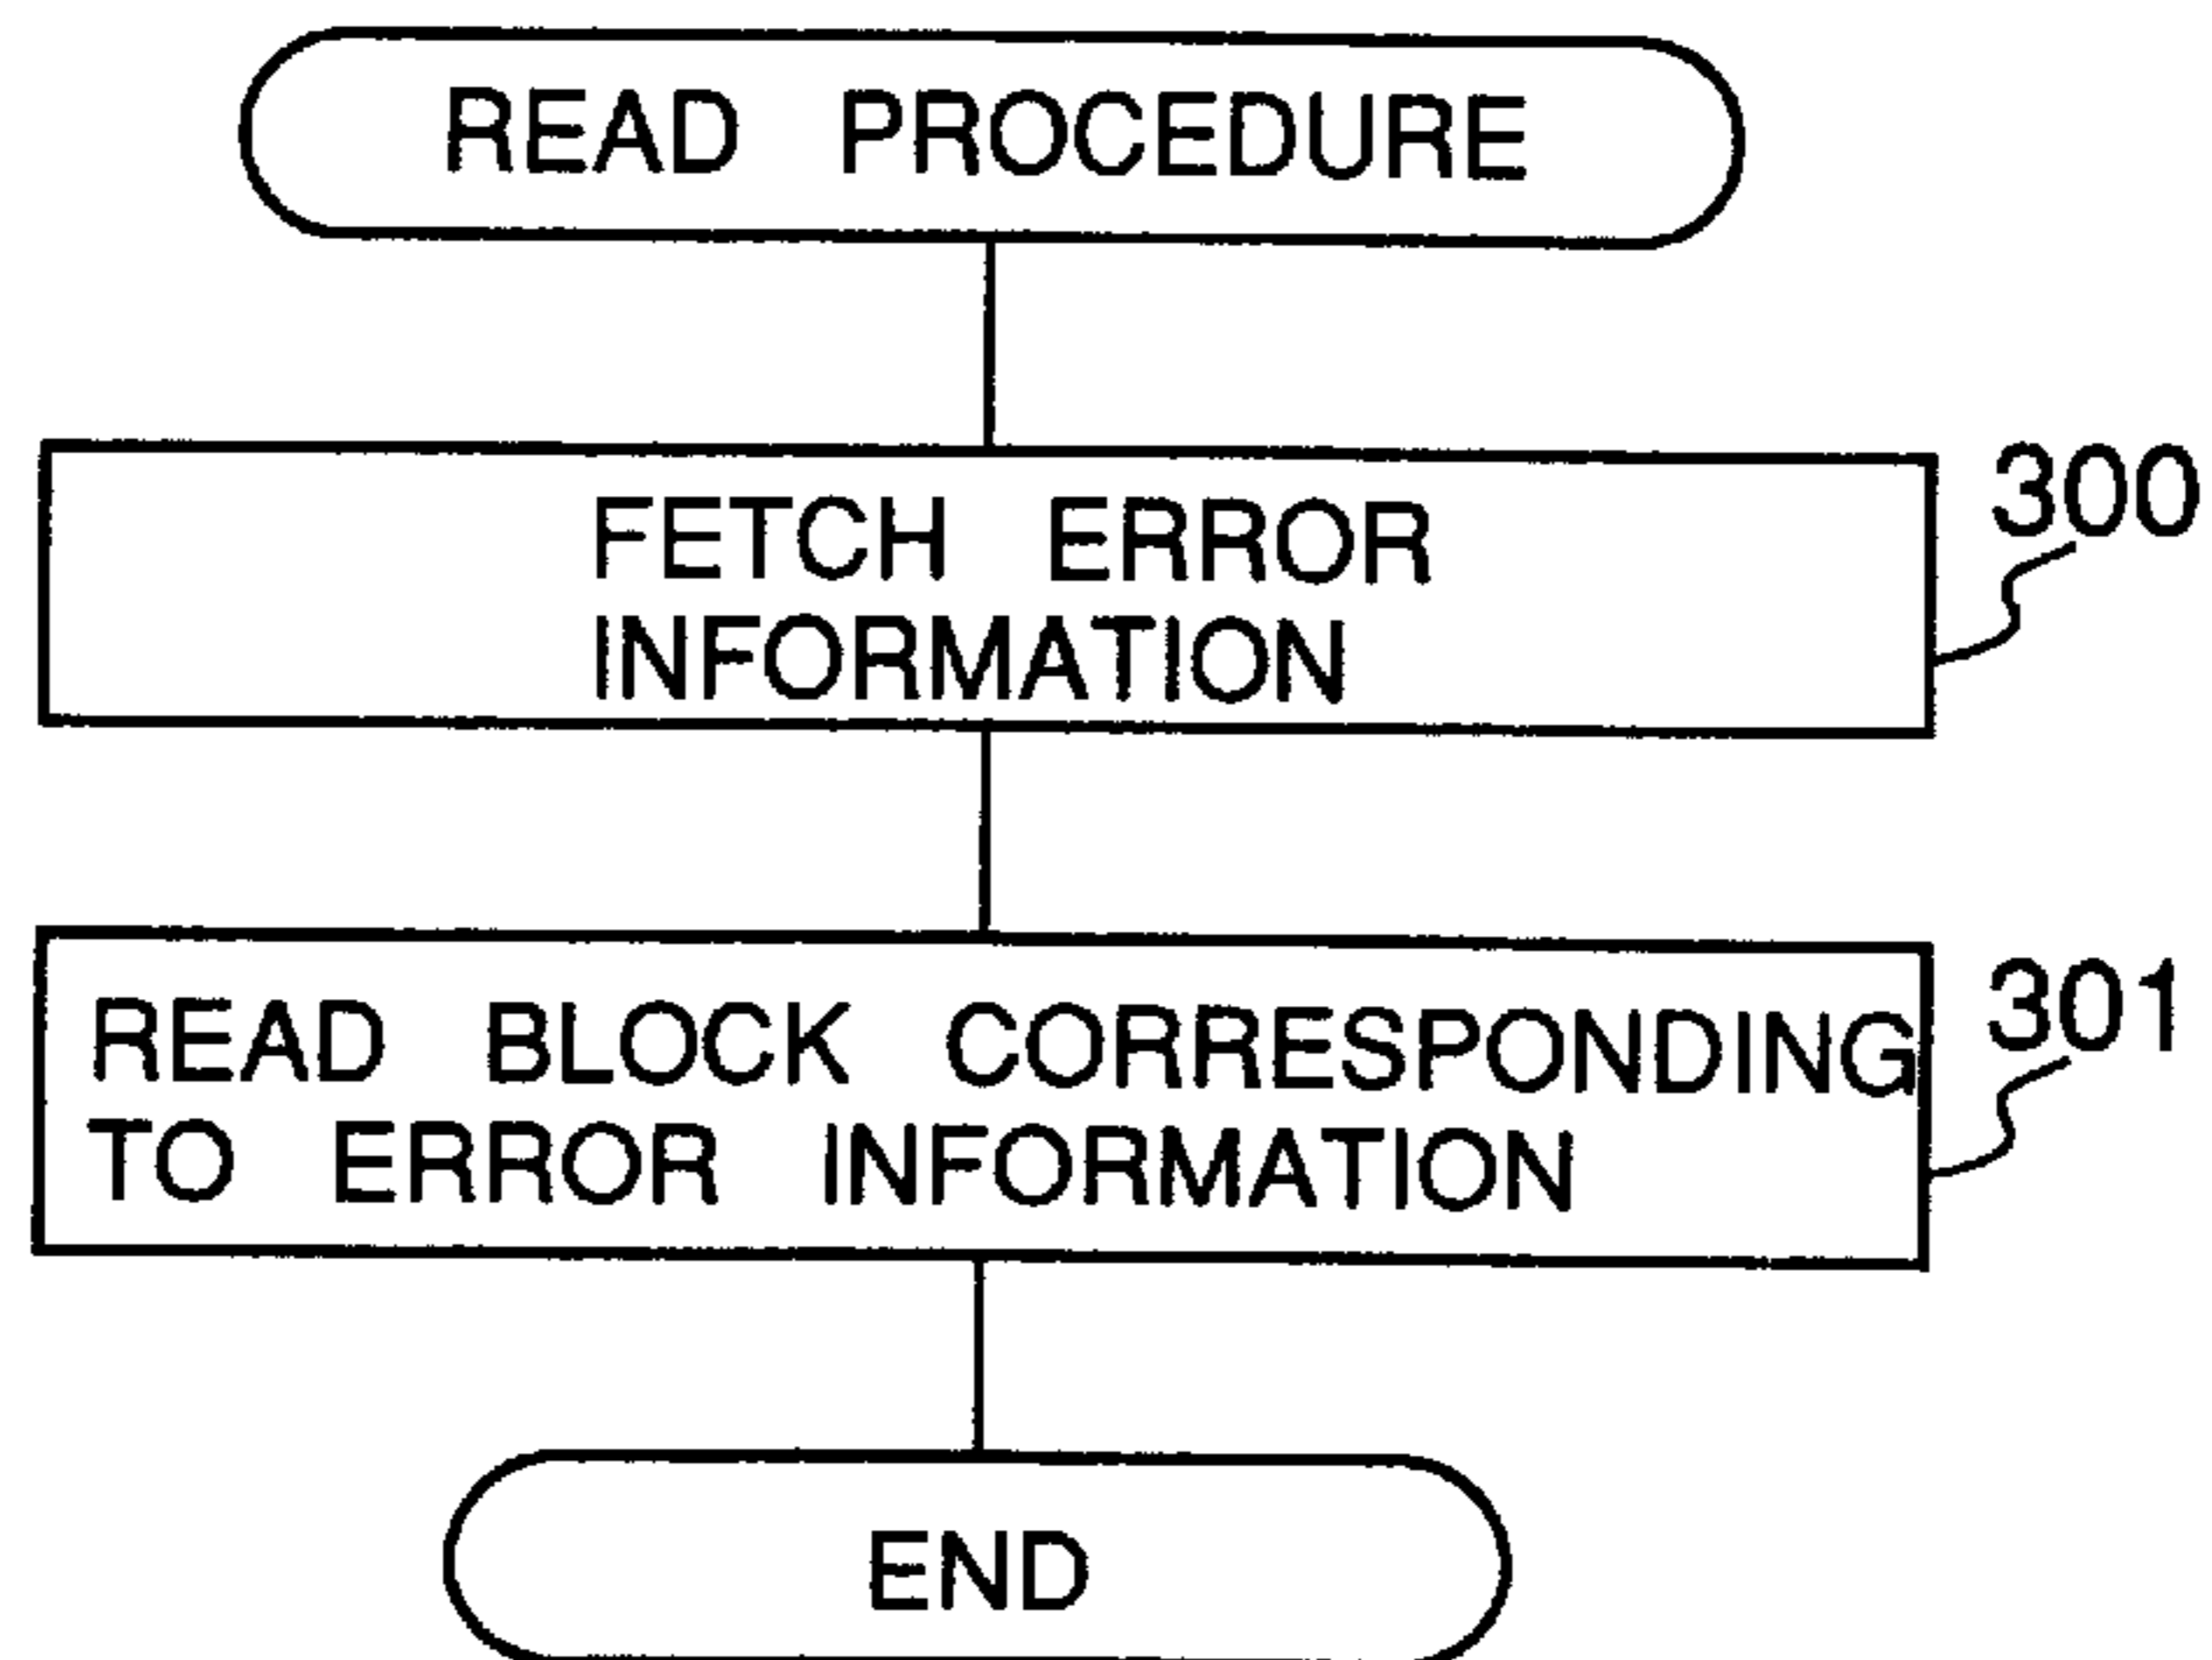 READ PROCEDURE
FETCH ERROR
INFORMATION
300
READ BLOCK CORRESPONDING
TO ERROR INFORMATION
301
END